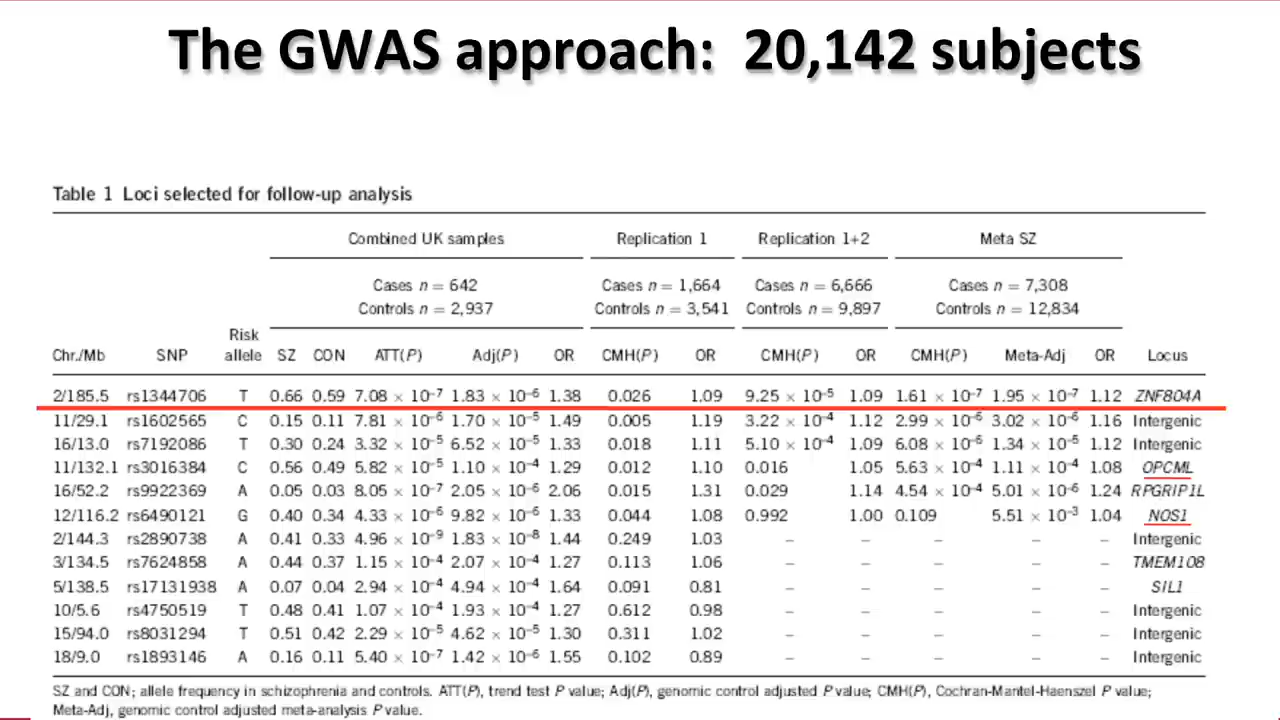 The GWAS approach: 20,142 subjects
Table 1 Loci selected for follow-up analysis
Combined UK samples Replication 1 Replication 1+2 Meta SZ
Cases n = 642 Cases n = 1,664 Cases n = 6,666 Cases n = 7,308
Controls n = 2,937 Controls n = 3,541 Controls n = 9,897 Controls n = 12,834
Risk
Chr./Mb SNP allele SZ CON ATT(P) Adj(P) OR CMH(P) OR CMH(P) OR CMH(P) Meta-Adj OR Locus
2/185.5 rs1344706 T 0.66 0.59 7.08 × 10⁻⁷ 1.83 × 10⁻⁶ 1.38 0.026 1.09 9.25 × 10⁻⁵ 1.09 1.61 × 10⁻⁷ 1.95 × 10⁻⁷ 1.12 ZNF804A
11/29.1 rs1602565 C 0.15 0.11 7.81 × 10⁻⁶ 1.70 × 10⁻⁵ 1.49 0.005 1.19 3.22 × 10⁻⁴ 1.12 2.99 × 10⁻⁶ 3.02 × 10⁻⁶ 1.16 Intergenic
16/13.0 rs7192086 T 0.30 0.24 3.32 × 10⁻⁵ 6.52 × 10⁻⁵ 1.33 0.018 1.11 5.10 × 10⁻⁴ 1.09 6.08 × 10⁻⁶ 1.34 × 10⁻⁵ 1.12 Intergenic
11/132.1 rs3016384 C 0.56 0.49 5.82 × 10⁻⁵ 1.10 × 10⁻⁴ 1.29 0.012 1.10 0.016 1.05 5.63 × 10⁻⁴ 1.11 × 10⁻⁴ 1.08 OPCML
16/52.2 rs9922369 A 0.05 0.03 8.05 × 10⁻⁷ 2.05 × 10⁻⁶ 2.06 0.015 1.31 0.029 1.14 4.54 × 10⁻⁴ 5.01 × 10⁻⁶ 1.24 RPGRIP1L
12/116.2 rs6490121 G 0.40 0.34 4.33 × 10⁻⁶ 9.82 × 10⁻⁶ 1.33 0.044 1.08 0.992 1.00 0.109 5.51 × 10⁻³ 1.04 NOS1
2/144.3 rs2890738 A 0.41 0.33 4.96 × 10⁻⁹ 1.83 × 10⁻⁸ 1.44 0.249 1.03 – – – – – Intergenic
3/134.5 rs7624858 A 0.44 0.37 1.15 × 10⁻⁴ 2.07 × 10⁻⁴ 1.27 0.113 1.06 – – – – – TMEM108
5/138.5 rs17131938 A 0.07 0.04 2.94 × 10⁻⁴ 4.94 × 10⁻⁴ 1.64 0.091 0.81 – – – – – SIL1
10/5.6 rs4750519 T 0.48 0.41 1.07 × 10⁻⁴ 1.93 × 10⁻⁴ 1.27 0.612 0.98 – – – – – Intergenic
15/94.0 rs8031294 T 0.51 0.42 2.29 × 10⁻⁵ 4.62 × 10⁻⁵ 1.30 0.311 1.02 – – – – – Intergenic
18/9.0 rs1893146 A 0.16 0.11 5.40 × 10⁻⁷ 1.42 × 10⁻⁶ 1.55 0.102 0.89 – – – – – Intergenic
SZ and CON; allele frequency in schizophrenia and controls. ATT(P), trend test P value; Adj(P), genomic control adjusted P value; CMH(P), Cochran-Mantel-Haenszel P value;
Meta-Adj, genomic control adjusted meta-analysis P value.